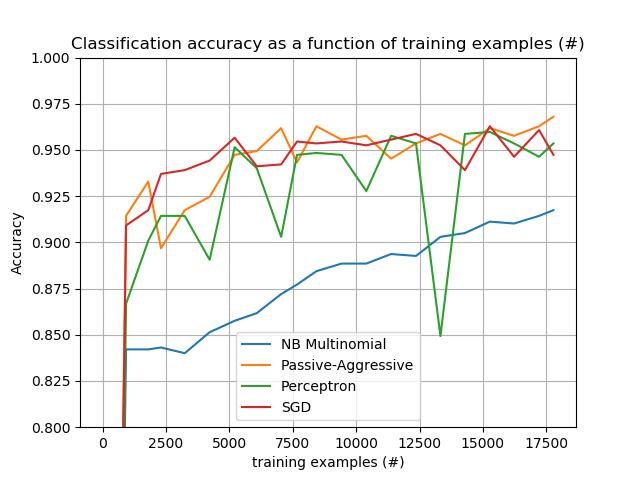 Classification accuracy as a function of training examples (#)
1.000
0.975
0.950
0.925
0.900
0.875
0.850
0.825
0.800
Accuracy
NB Multinomial
Passive-Aggressive
Perceptron
SGD
0 2500 5000 7500 10000 12500 15000 17500
training examples (#)